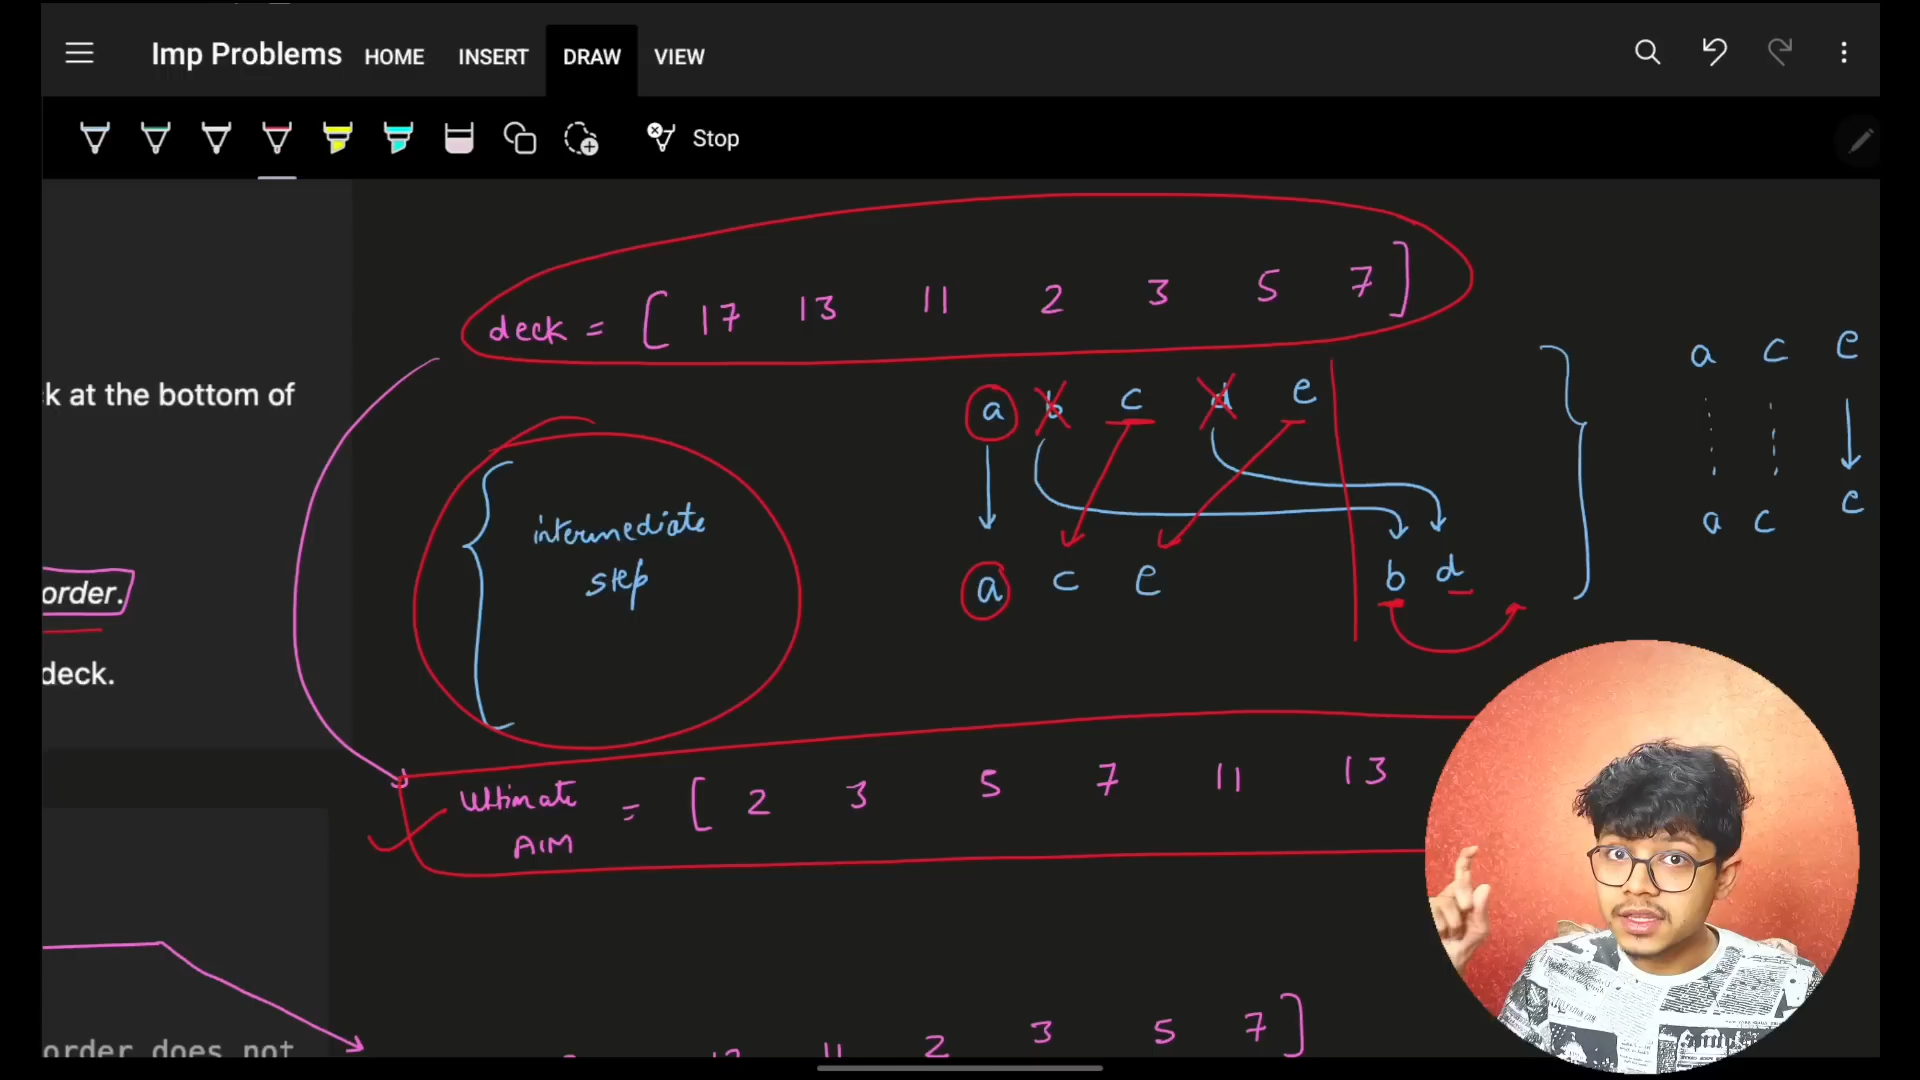 Imp Problems HOME INSERT DRAW VIEW
Stop
deck = [ 17 13 11 2 3 5 7 ]
a b c d e
a c e
k at the bottom of
intermediate
step
a c e
a c e b d
order.
deck.
Ultimate
AIM = [ 2 3 5 7 11 13
2 3 5 7 ]
order does not